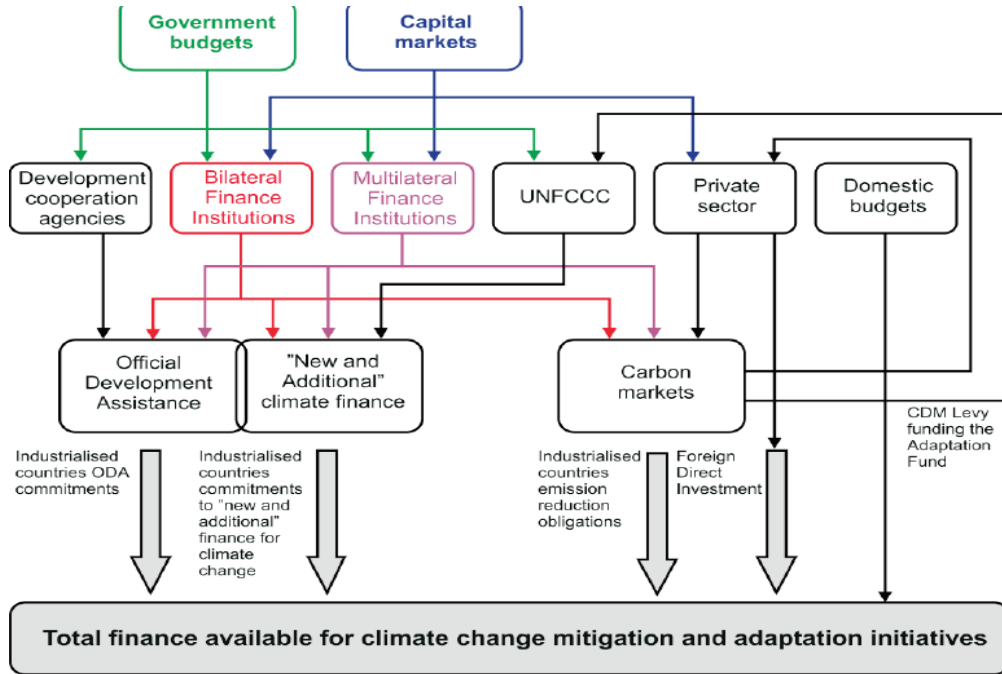 Government
budgets
Capital
markets
Development
cooperation
agencies
Bilateral
Finance
Institutions
Multilateral
Finance
Institutions
UNFCCC
Private
sector
Domestic
budgets
Official
Development
Assistance
"New and
Additional"
climate finance
Carbon
markets
CDM Levy
funding the
Adaptation
Fund
Industrialised
countries ODA
commitments
Industrialised
countries
commitments
to "new and
additional"
finance for
climate
change
Industrialised
countries
emission
reduction
obligations
Foreign
Direct
Investment
Total finance available for climate change mitigation and adaptation initiatives